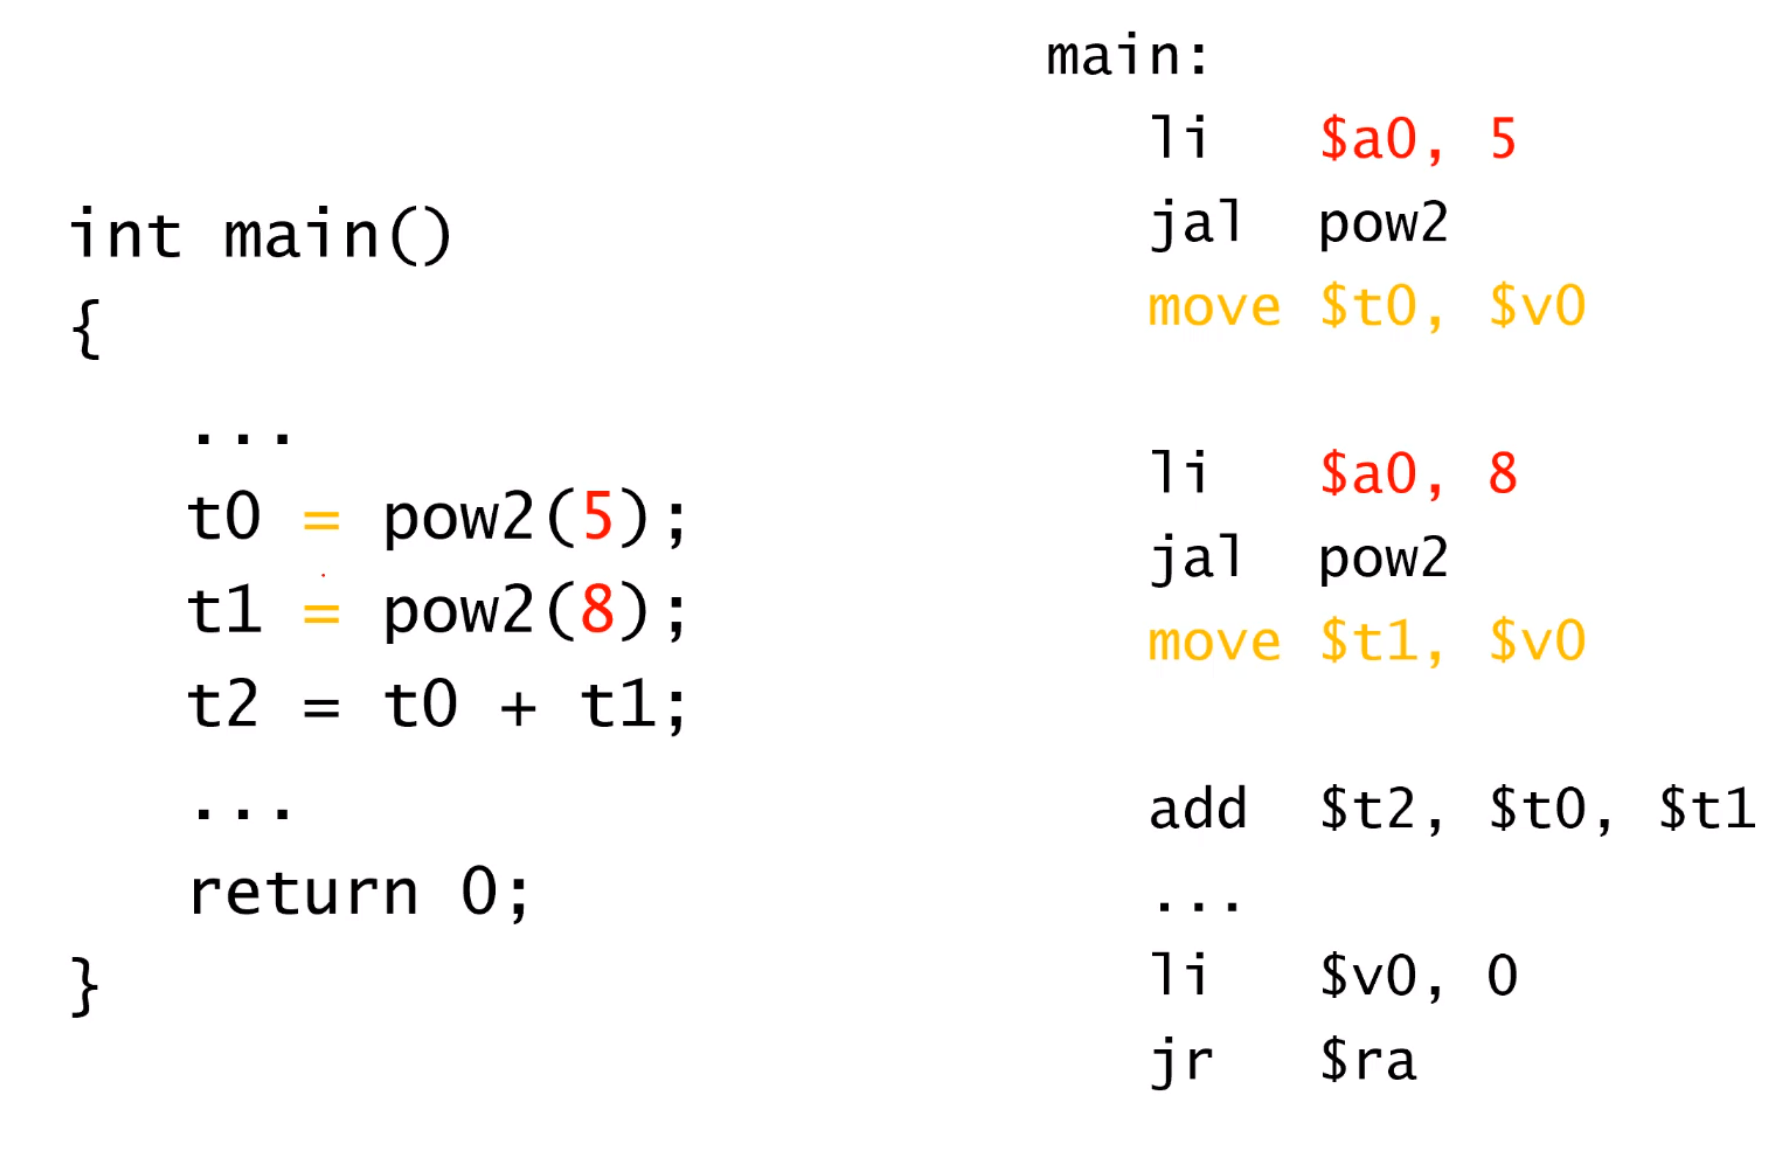 int main()
{
...
t0 = pow2(5);
t1 = pow2(8);
t2 = t0 + t1;
...
return 0;
}
main:
li $a0, 5
jal pow2
move $t0, $v0
li $a0, 8
jal pow2
move $t1, $v0
add $t2, $t0, $t1
...
li $v0, 0
jr $ra